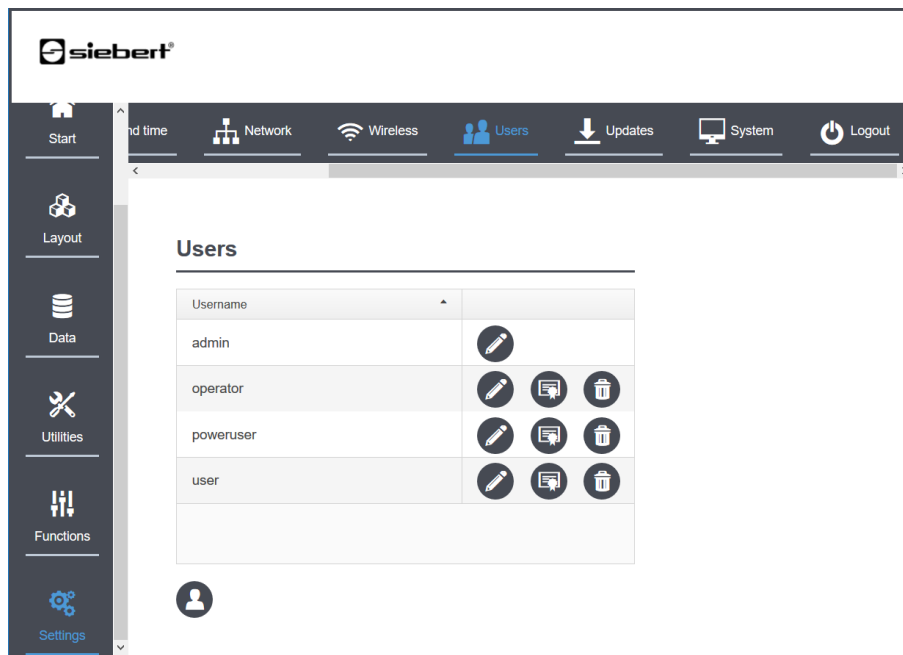 siebert®
Start
nd time
Network
Wireless
Users
Updates
System
Logout
Layout
Data
Utilities
Functions
Settings
Users
Username
admin
operator
poweruser
user